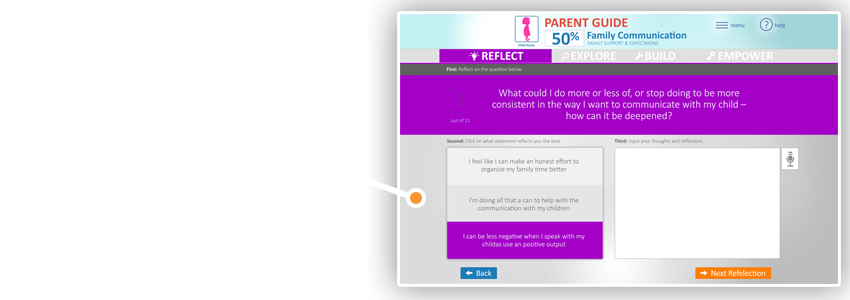 PARENT GUIDE
Child Name
50%
Family Communication
FAMILY SUPPORT & EXPECTAIONS
menu
help
REFLECT
EXPLORE
BUILD
EMPOWER
First: Reflect on the question below
What could I do more or less of, or stop doing to be more
consistent in the way I want to communicate with my child –
how can it be deepened?
out of 11
Second: Click on what statement reflects you the best
Third: Input your thoughts and reflections
I feel like I can make an honest effort to
organize my family time better
I'm doing all that a can to help with the
communication with my children
I can be less negative when I speak with my
childas use an positive output
Back
Next Refelection